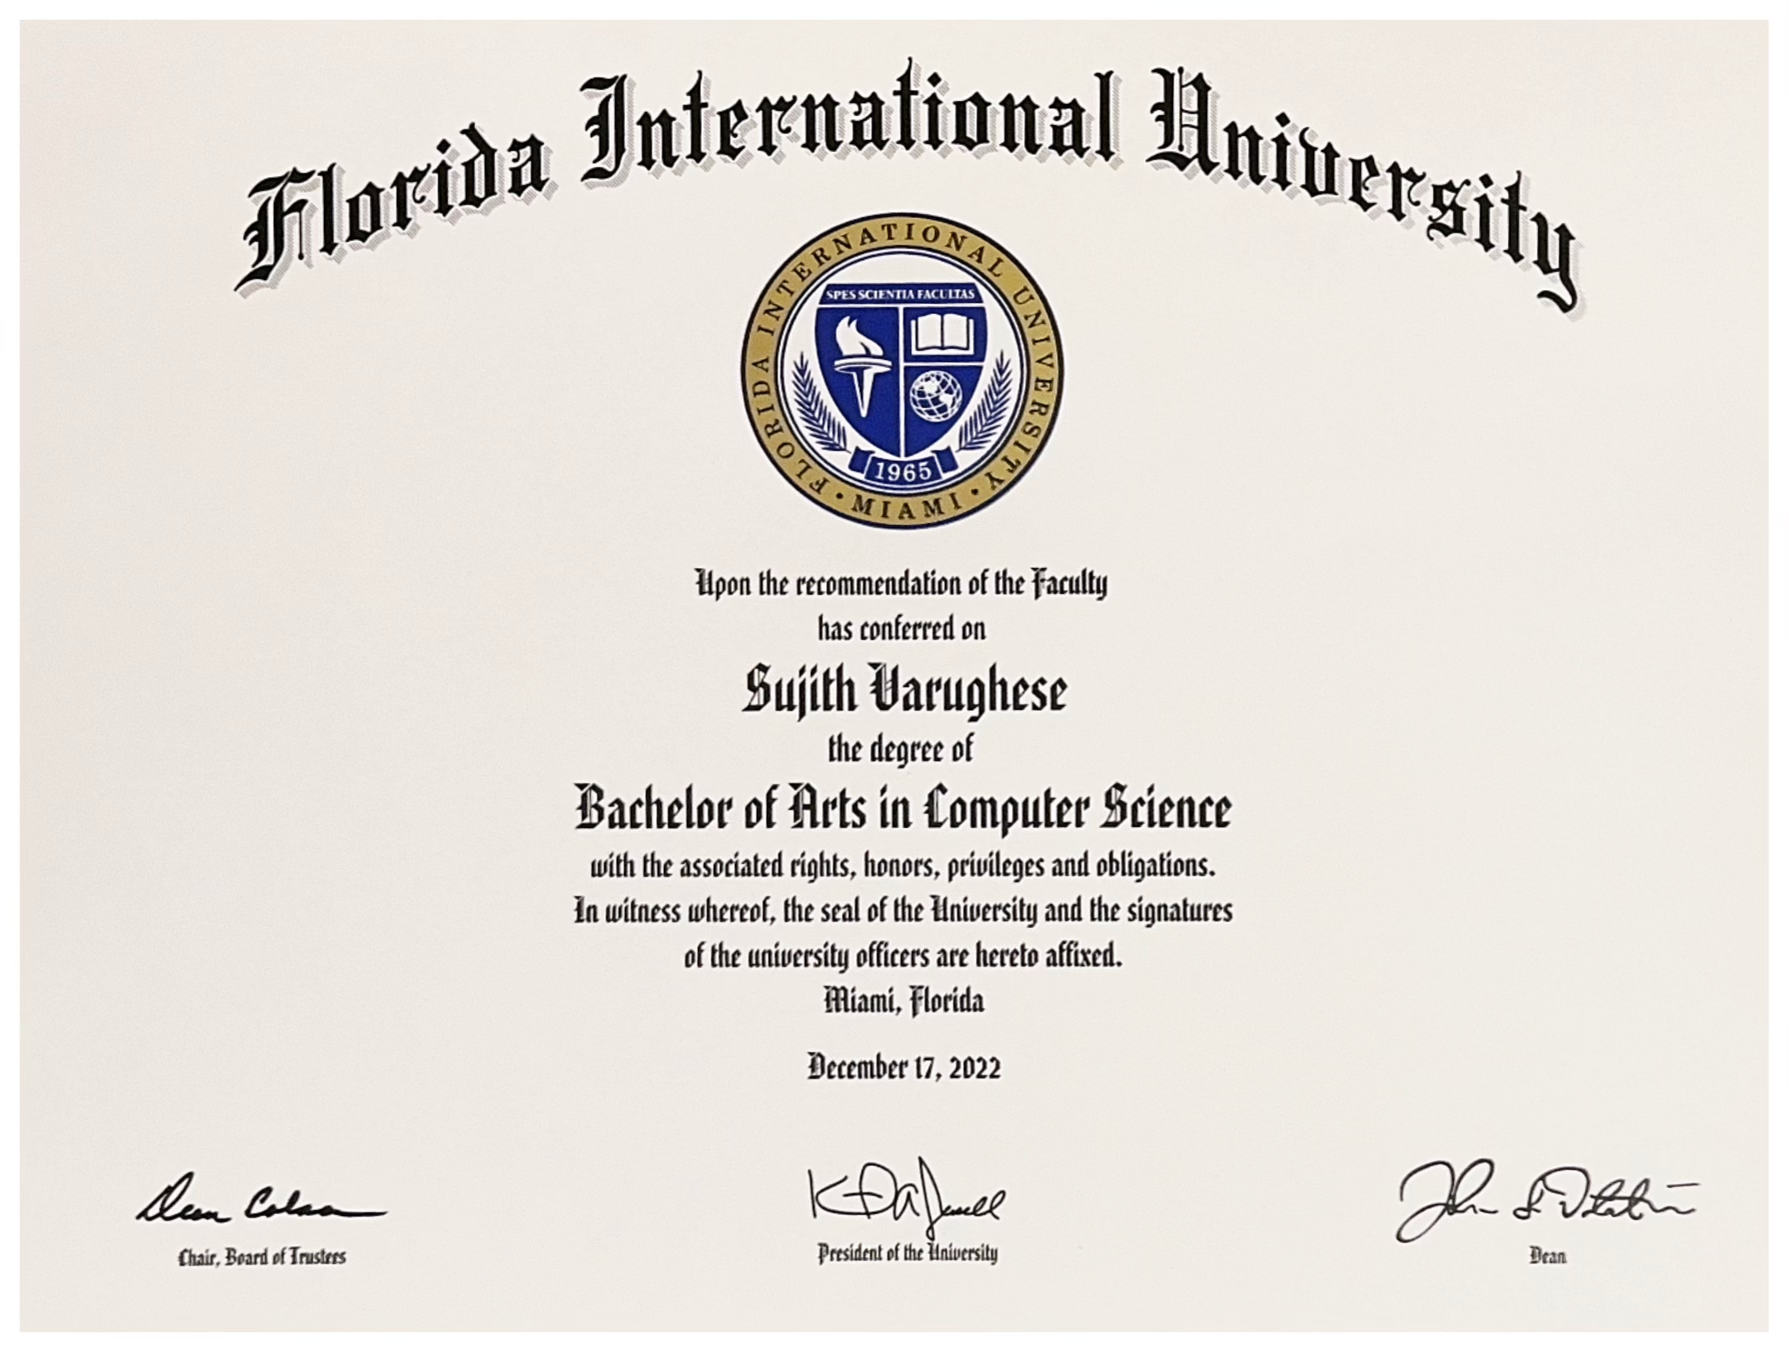 Florida International University
FLORIDA INTERNATIONAL UNIVERSITY • MIAMI •
SPES SCIENTIA FACULTAS
1965
Upon the recommendation of the Faculty
has conferred on
Sujith Varughese
the degree of
Bachelor of Arts in Computer Science
with the associated rights, honors, privileges and obligations.
In witness whereof, the seal of the University and the signatures
of the university officers are hereto affixed.
Miami, Florida
December 17, 2022
Dean Colson
Chair, Board of Trustees
President of the University
Dean